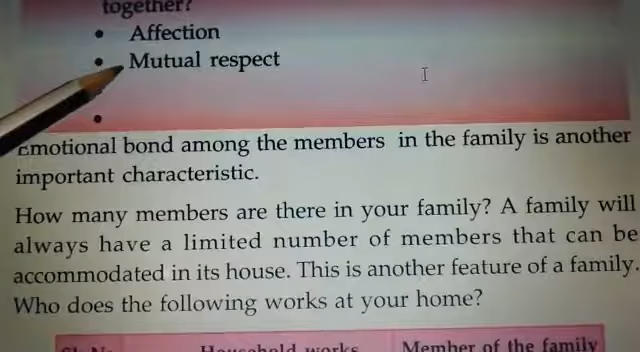 together?
• Affection
• Mutual respect
•
Emotional bond among the members in the family is another
important characteristic.
How many members are there in your family? A family will
always have a limited number of members that can be
accommodated in its house. This is another feature of a family.
Who does the following works at your home?
Sl. No. Household works Member of the family